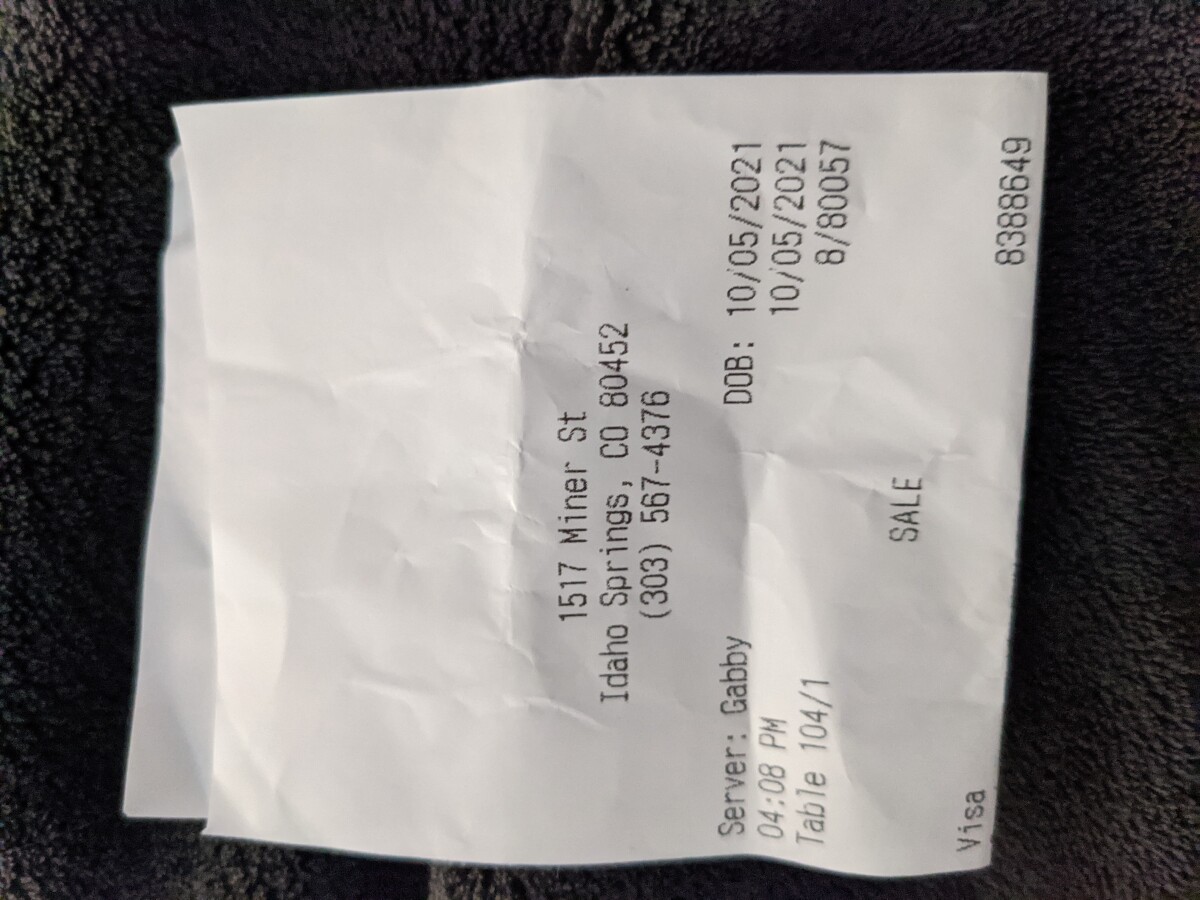 1517 Miner St
Idaho Springs, CO 80452
(303) 567-4376
Server: Gabby DOB: 10/05/2021
04:08 PM 10/05/2021
Table 104/1 8/80057
SALE
Visa 8388649